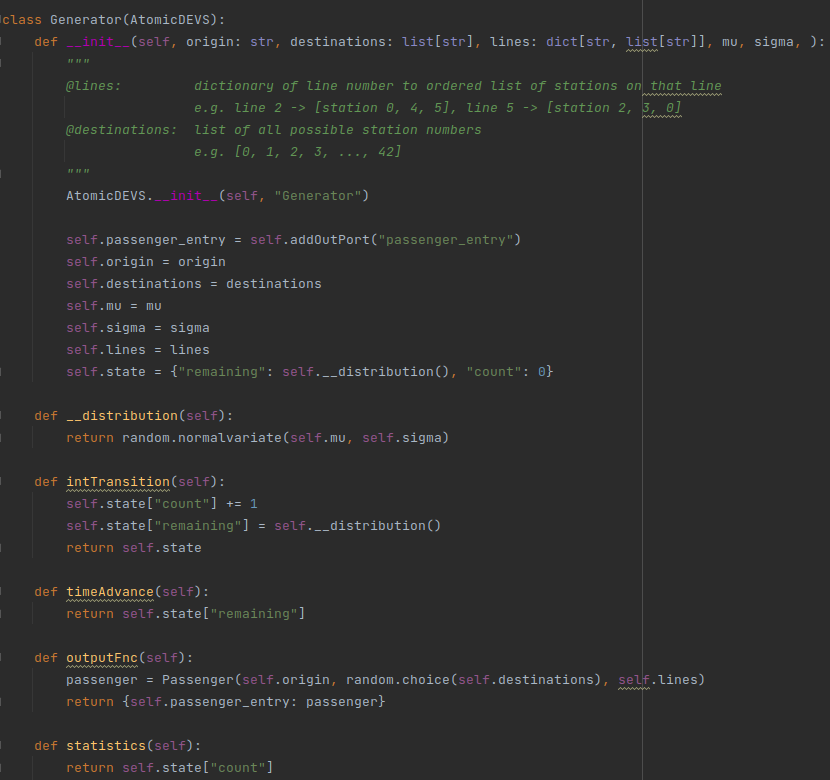 class Generator(AtomicDEVS):
    def __init__(self, origin: str, destinations: list[str], lines: dict[str, list[str]], mu, sigma, ):
        """
        @lines:         dictionary of line number to ordered list of stations on that line
                        e.g. line 2 -> [station 0, 4, 5], line 5 -> [station 2, 3, 0]
        @destinations:  list of all possible station numbers
                        e.g. [0, 1, 2, 3, ..., 42]
        """
        AtomicDEVS.__init__(self, "Generator")

        self.passenger_entry = self.addOutPort("passenger_entry")
        self.origin = origin
        self.destinations = destinations
        self.mu = mu
        self.sigma = sigma
        self.lines = lines
        self.state = {"remaining": self.__distribution(), "count": 0}

    def __distribution(self):
        return random.normalvariate(self.mu, self.sigma)

    def intTransition(self):
        self.state["count"] += 1
        self.state["remaining"] = self.__distribution()
        return self.state

    def timeAdvance(self):
        return self.state["remaining"]

    def outputFnc(self):
        passenger = Passenger(self.origin, random.choice(self.destinations), self.lines)
        return {self.passenger_entry: passenger}

    def statistics(self):
        return self.state["count"]